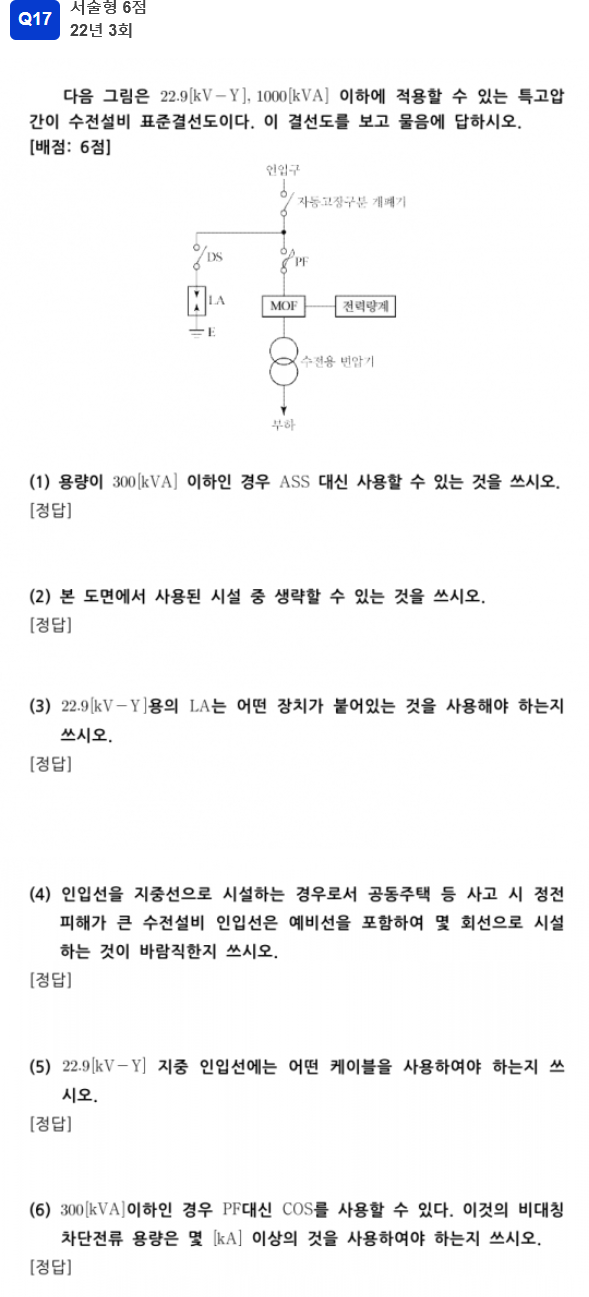 Q17
서술형 6점
22년 3회
다음 그림은 22.9[kV-Y], 1000[kVA] 이하에 적용할 수 있는 특고압
간이 수전설비 표준결선도이다. 이 결선도를 보고 물음에 답하시오.
[배점: 6점]
인입구
자동고장구분 개폐기
DS
PF
LA
MOF
전력량계
E
수전용 변압기
부하
(1) 용량이 300[kVA] 이하인 경우 ASS 대신 사용할 수 있는 것을 쓰시오.
[정답]
(2) 본 도면에서 사용된 시설 중 생략할 수 있는 것을 쓰시오.
[정답]
(3) 22.9[kV-Y]용의 LA는 어떤 장치가 붙어있는 것을 사용해야 하는지
쓰시오.
[정답]
(4) 인입선을 지중선으로 시설하는 경우로서 공동주택 등 사고 시 정전
피해가 큰 수전설비 인입선은 예비선을 포함하여 몇 회선으로 시설
하는 것이 바람직한지 쓰시오.
[정답]
(5) 22.9[kV-Y] 지중 인입선에는 어떤 케이블을 사용하여야 하는지 쓰
시오.
[정답]
(6) 300[kVA]이하인 경우 PF대신 COS를 사용할 수 있다. 이것의 비대칭
차단전류 용량은 몇 [kA] 이상의 것을 사용하여야 하는지 쓰시오.
[정답]